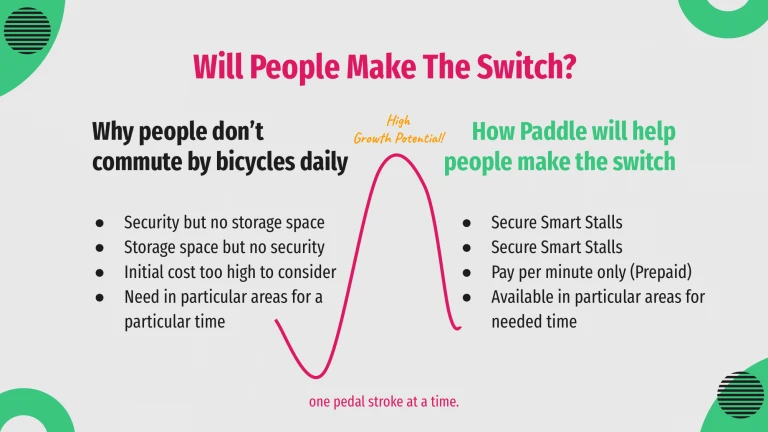 Will People Make The Switch?
Why people don't
commute by bicycles daily
● Security but no storage space
● Storage space but no security
● Initial cost too high to consider
● Need in particular areas for a
particular time
High
Growth Potential!
How Paddle will help
people make the switch
● Secure Smart Stalls
● Secure Smart Stalls
● Pay per minute only (Prepaid)
● Available in particular areas for
needed time
one pedal stroke at a time.